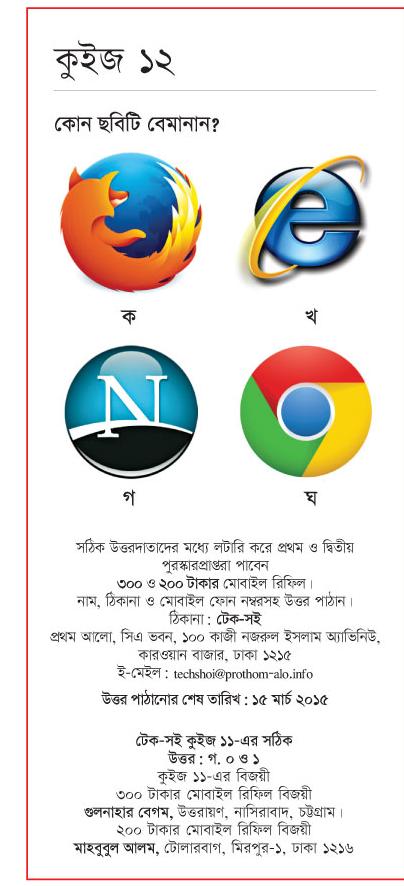 কুইজ ১২
কোন ছবিটি বেমানান?
ক
খ
N
গ
ঘ
সঠিক উত্তরদাতাদের মধ্যে লটারি করে প্রথম ও দ্বিতীয়
পুরস্কারপ্রাপ্তরা পাবেন
৩০০ ও ২০০ টাকার মোবাইল রিফিল।
নাম, ঠিকানা ও মোবাইল ফোন নম্বরসহ উত্তর পাঠান।
ঠিকানা : টেক-সই
প্রথম আলো, সিএ ভবন, ১০০ কাজী নজরুল ইসলাম অ্যাভিনিউ,
কারওয়ান বাজার, ঢাকা ১২১৫
ই-মেইল : techshoi@prothom-alo.info
উত্তর পাঠানোর শেষ তারিখ : ১৫ মার্চ ২০১৫
টেক-সই কুইজ ১১-এর সঠিক
উত্তর : গ. ০ ও ১
কুইজ ১১-এর বিজয়ী
৩০০ টাকার মোবাইল রিফিল বিজয়ী
গুলনাহার বেগম, উত্তরায়ণ, নাসিরাবাদ, চট্টগ্রাম।
২০০ টাকার মোবাইল রিফিল বিজয়ী
মাহবুবুল আলম, টোলারবাগ, মিরপুর-১, ঢাকা ১২১৬